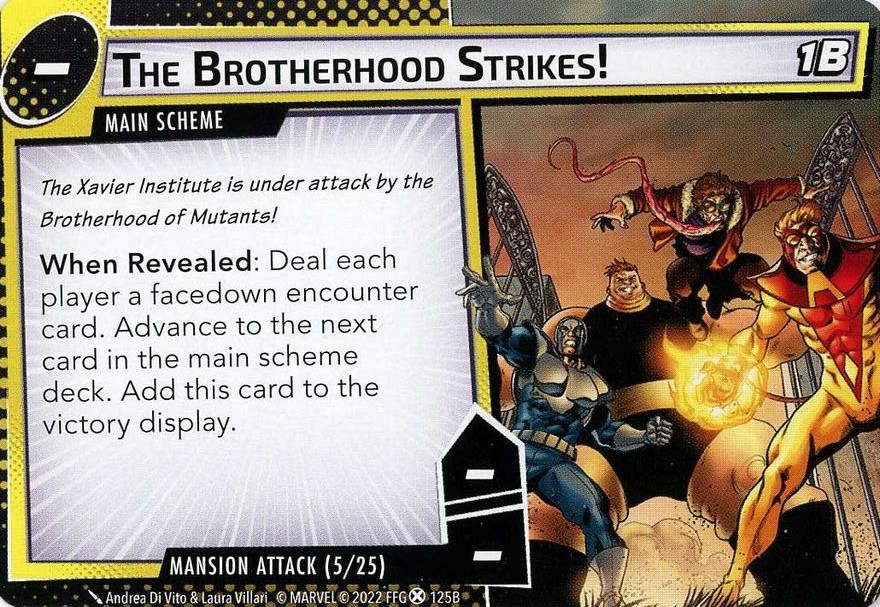 The Brotherhood Strikes!
1B
MAIN SCHEME
The Xavier Institute is under attack by the
Brotherhood of Mutants!
When Revealed: Deal each
player a facedown encounter
card. Advance to the next
card in the main scheme
deck. Add this card to the
victory display.
MANSION ATTACK (5/25)
Andrea Di Vito & Laura Villari © MARVEL © 2022 FFG 125B